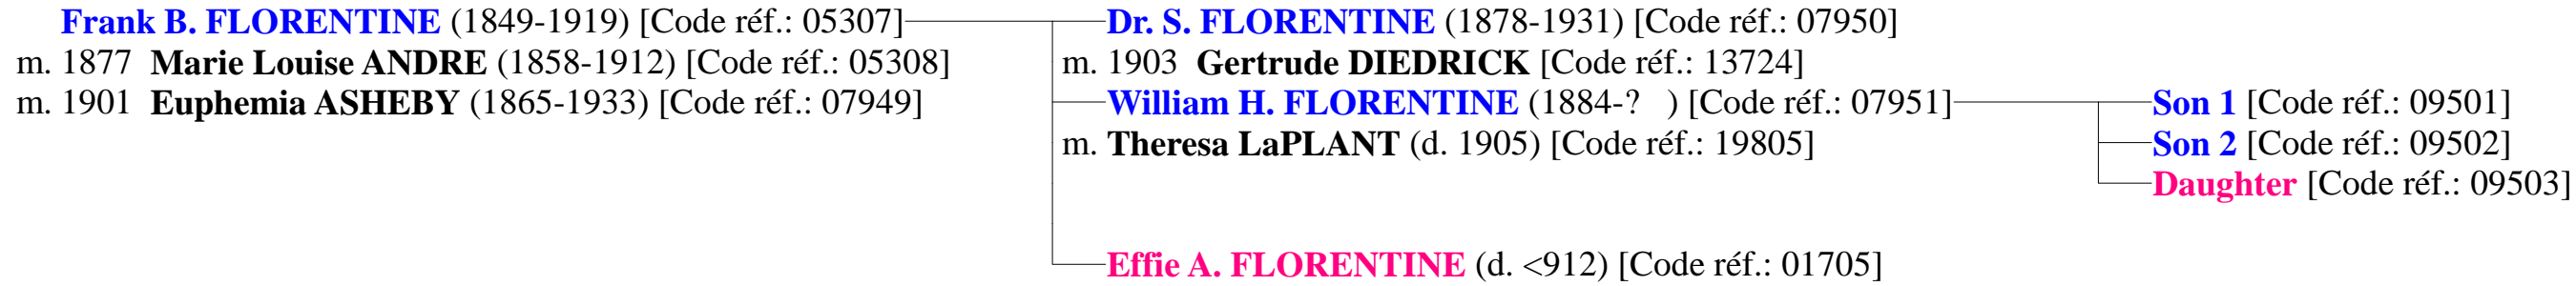 Frank B. FLORENTINE (1849-1919) [Code réf.: 05307]
m. 1877 Marie Louise ANDRE (1858-1912) [Code réf.: 05308]
m. 1901 Euphemia ASHEBY (1865-1933) [Code réf.: 07949]
Dr. S. FLORENTINE (1878-1931) [Code réf.: 07950]
m. 1903 Gertrude DIEDRICK [Code réf.: 13724]
William H. FLORENTINE (1884-? ) [Code réf.: 07951]
m. Theresa LaPLANT (d. 1905) [Code réf.: 19805]
Effie A. FLORENTINE (d. <912) [Code réf.: 01705]
Son 1 [Code réf.: 09501]
Son 2 [Code réf.: 09502]
Daughter [Code réf.: 09503]